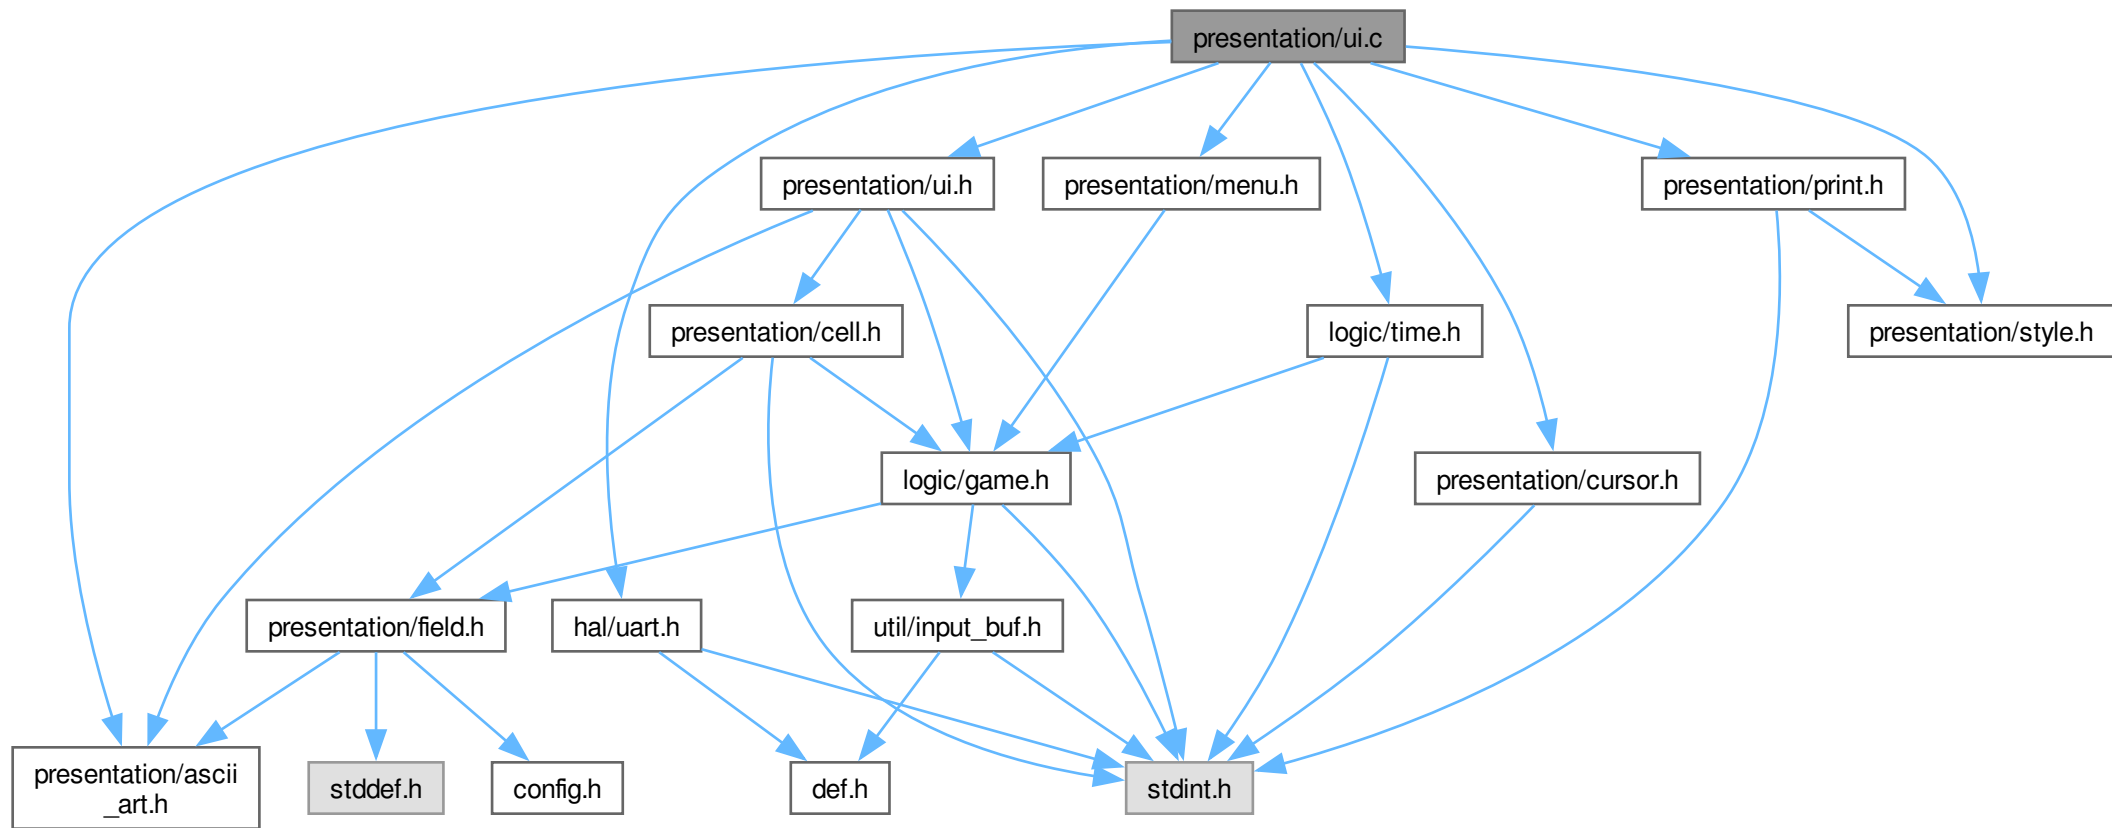 presentation/ui.c
presentation/ui.h
presentation/menu.h
presentation/print.h
presentation/cell.h
logic/time.h
presentation/style.h
logic/game.h
presentation/cursor.h
presentation/field.h
hal/uart.h
util/input_buf.h
presentation/ascii
_art.h
stddef.h
config.h
def.h
stdint.h